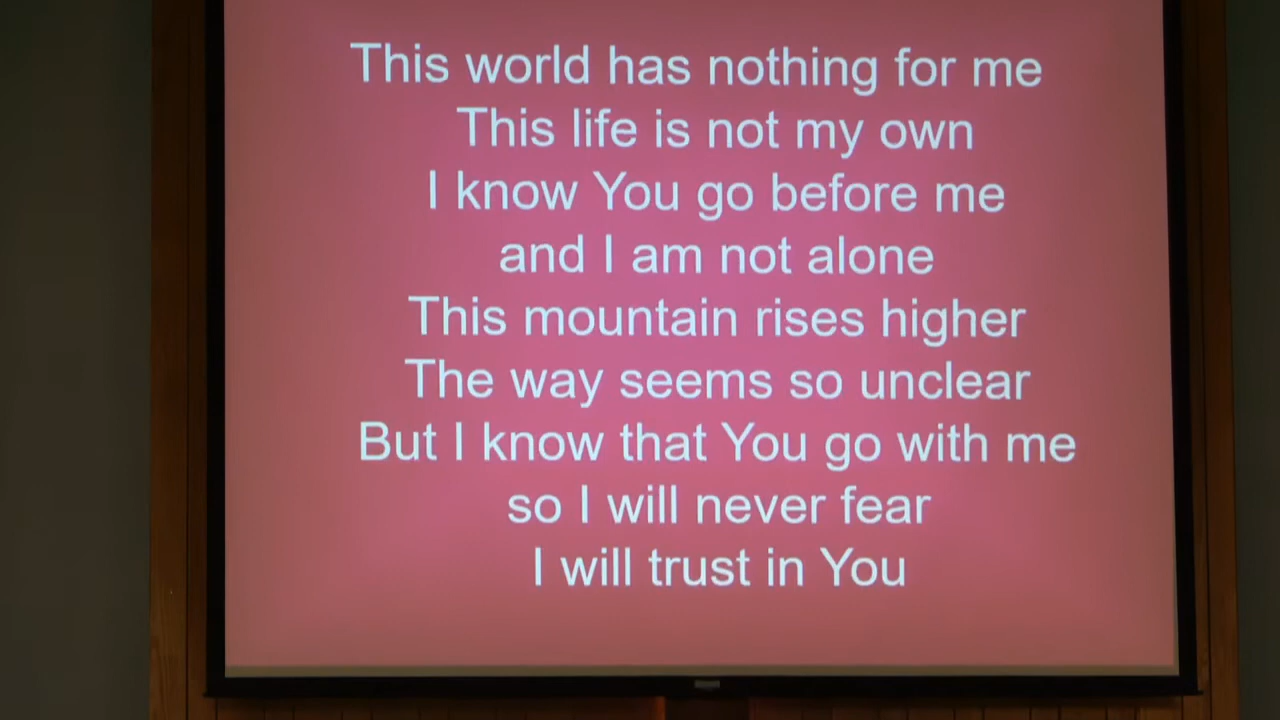 This world has nothing for me
This life is not my own
I know You go before me
and I am not alone
This mountain rises higher
The way seems so unclear
But I know that You go with me
so I will never fear
I will trust in You